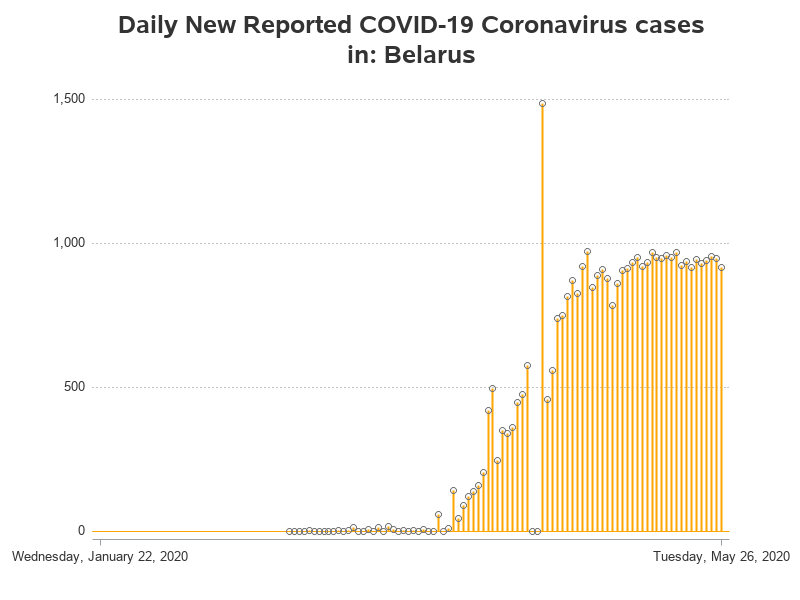 Daily New Reported COVID-19 Coronavirus cases
in: Belarus
1,500
1,000
500
0
Wednesday, January 22, 2020
Tuesday, May 26, 2020